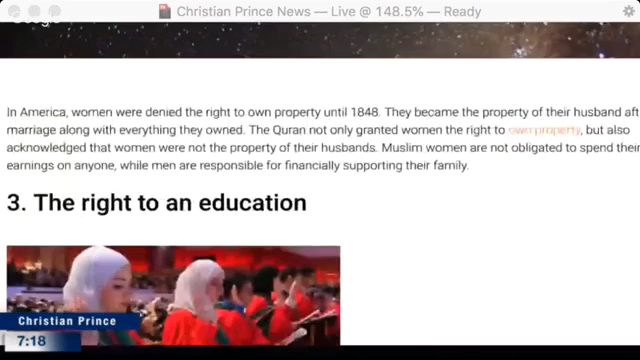 Christian Prince News — Live @ 148.5% — Ready
In America, women were denied the right to own property until 1848. They became the property of their husband aft
marriage along with everything they owned. The Quran not only granted women the right to own property, but also
acknowledged that women were not the property of their husbands. Muslim women are not obligated to spend their
earnings on anyone, while men are responsible for financially supporting their family.
3. The right to an education
Christian Prince
7:18